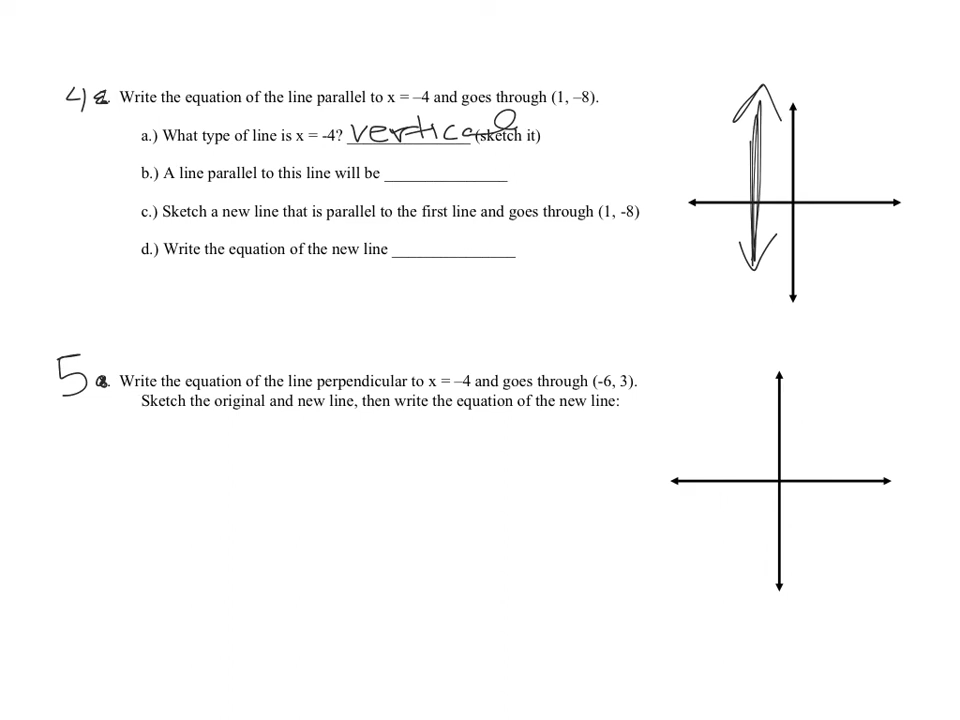 4) 2. Write the equation of the line parallel to x = –4 and goes through (1, –8).
a.) What type of line is x = -4? vertical (sketch it)
b.) A line parallel to this line will be _______________
c.) Sketch a new line that is parallel to the first line and goes through (1, -8)
d.) Write the equation of the new line _______________
5 . Write the equation of the line perpendicular to x = –4 and goes through (-6, 3).
Sketch the original and new line, then write the equation of the new line: